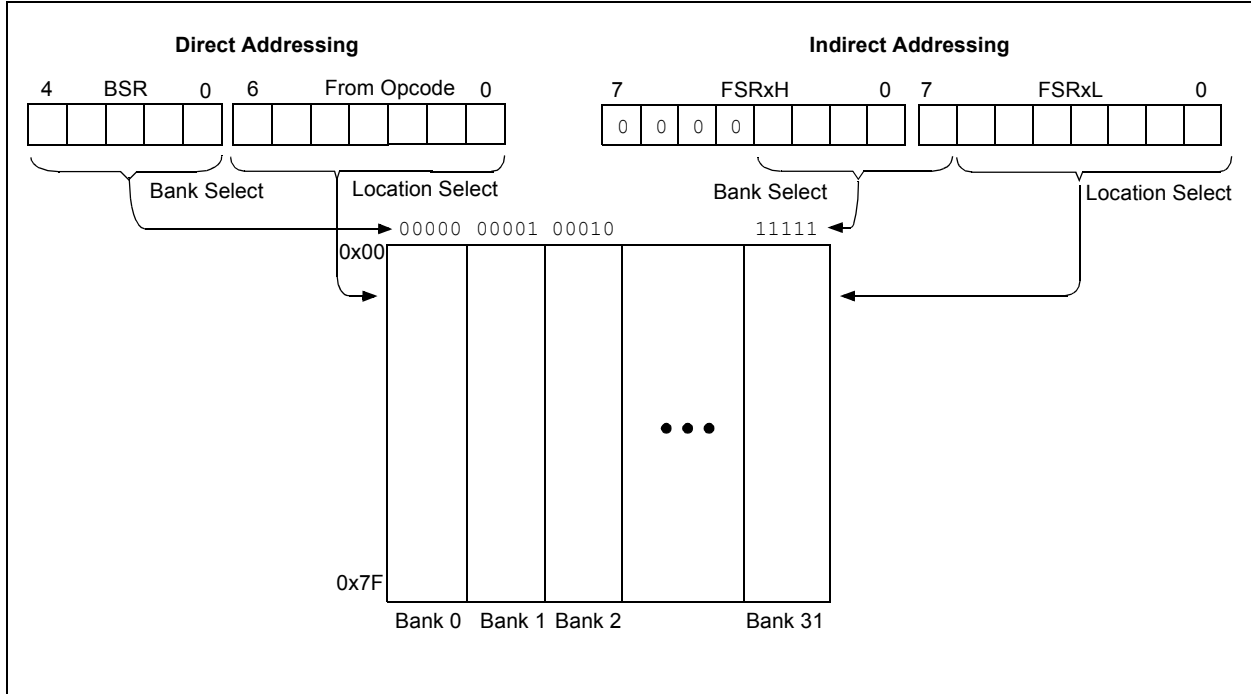 Direct Addressing
Indirect Addressing
4 BSR 0 6 From Opcode 0
7 FSRxH 0 7 FSRxL 0
0 0 0 0
Bank Select Location Select
Bank Select Location Select
00000 00001 00010 11111
0x00
0x7F
Bank 0 Bank 1 Bank 2 Bank 31